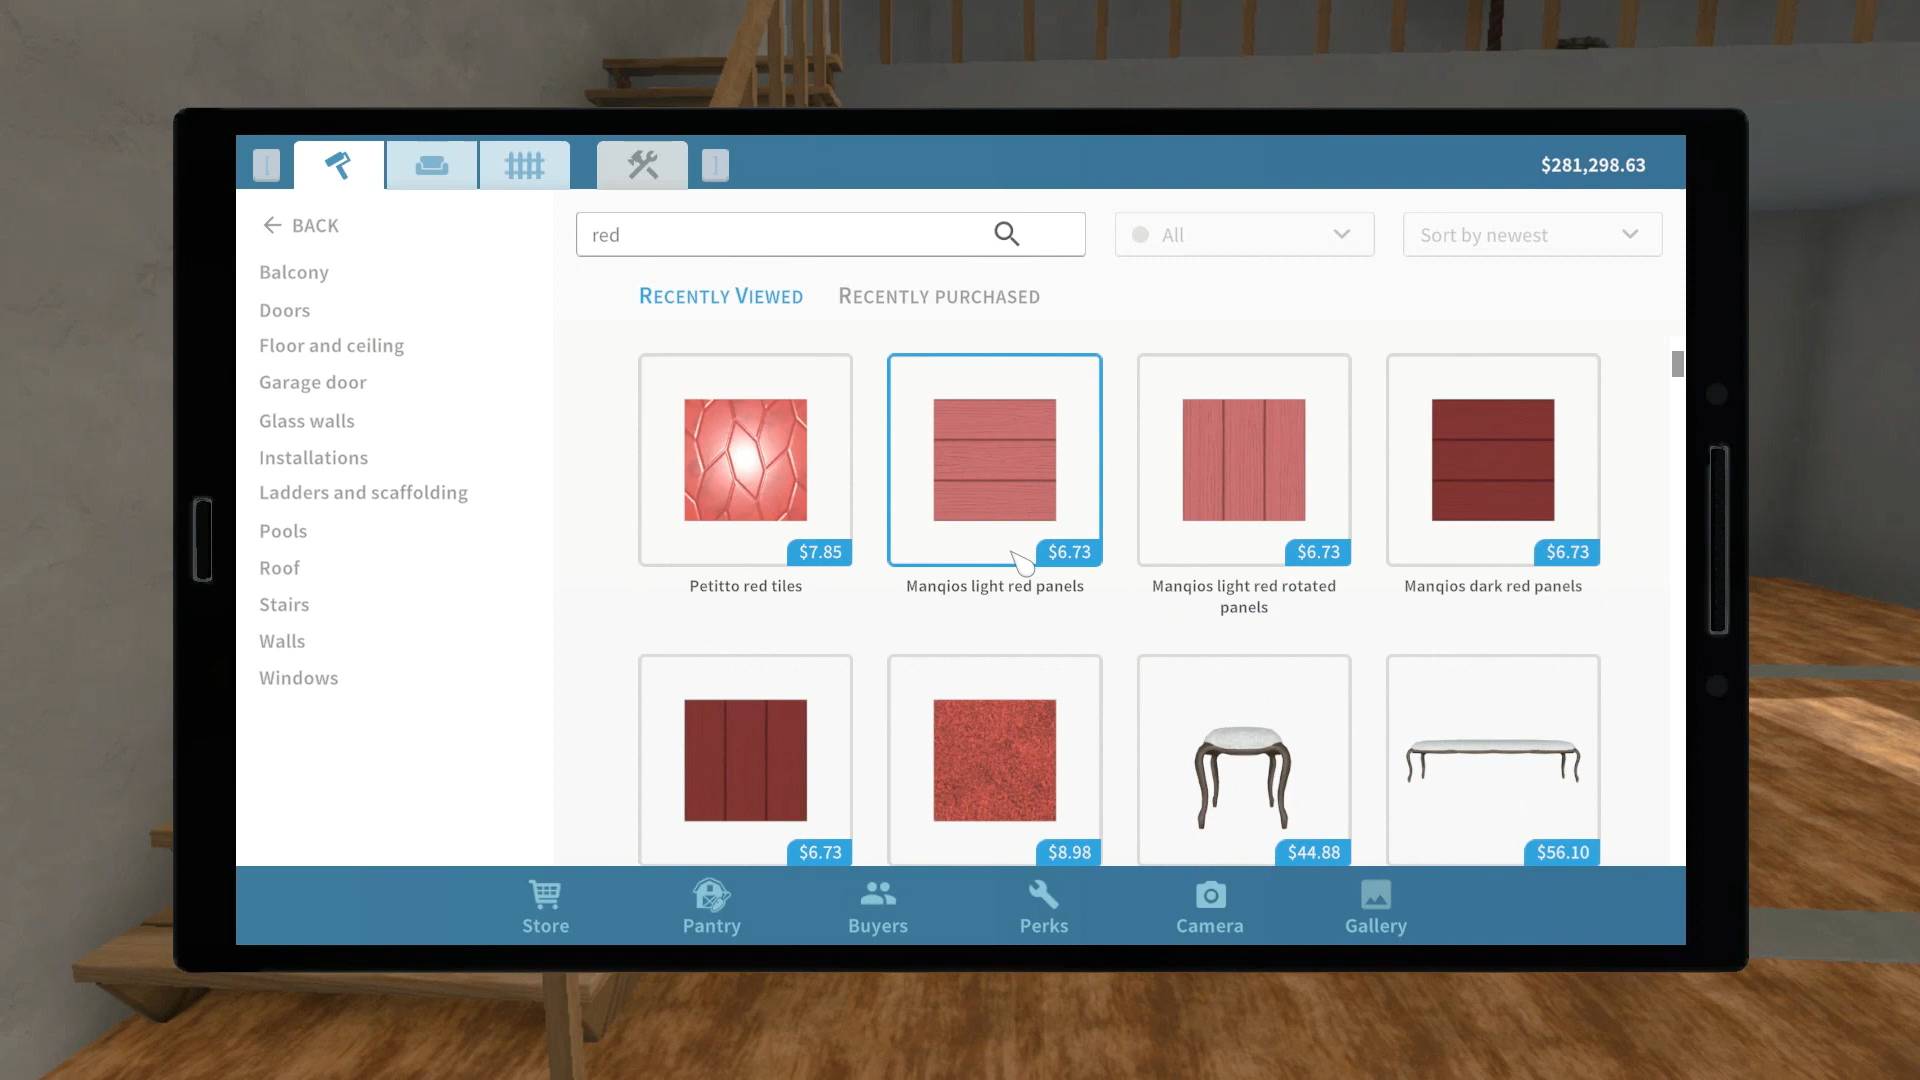 $281,298.63
BACK
Balcony
Doors
Floor and ceiling
Garage door
Glass walls
Installations
Ladders and scaffolding
Pools
Roof
Stairs
Walls
Windows
red
All
Sort by newest
RECENTLY VIEWED
RECENTLY PURCHASED
$7.85
$6.73
$6.73
$6.73
Petitto red tiles
Manqios light red panels
Manqios light red rotated
panels
Manqios dark red panels
$6.73
$8.98
$44.88
$56.10
Store
Pantry
Buyers
Perks
Camera
Gallery